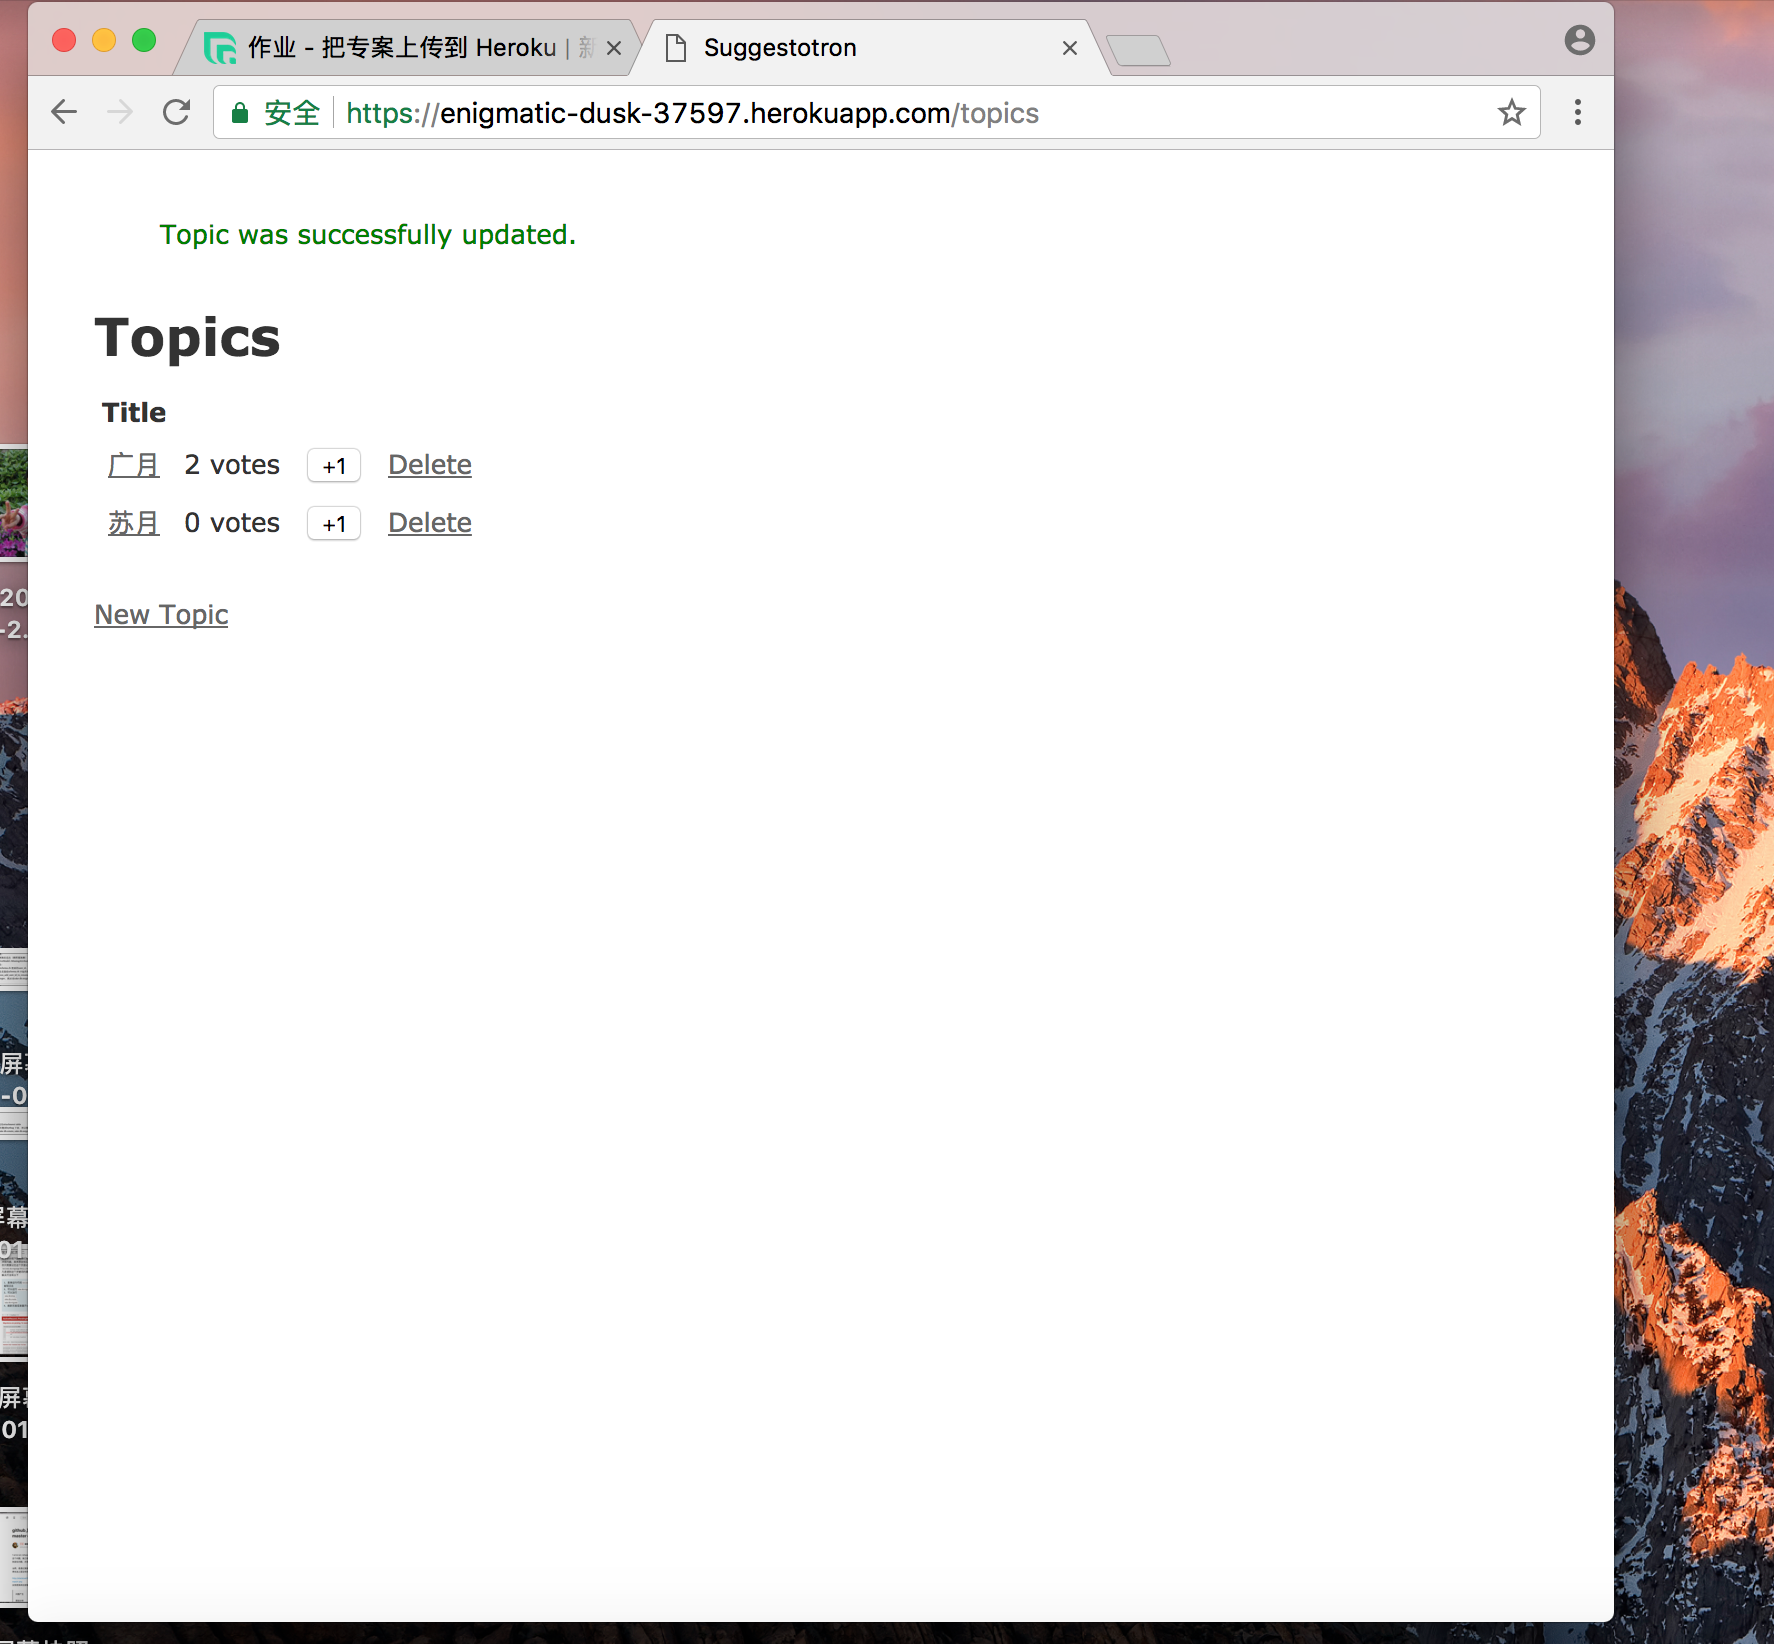 作业 - 把专案上传到 Heroku | 新
Suggestotron
安全 https://enigmatic-dusk-37597.herokuapp.com/topics
Topic was successfully updated.
Topics
Title
广月 2 votes +1 Delete
苏月 0 votes +1 Delete
New Topic
20
-2.
屏
-0
幕
01
屏
01